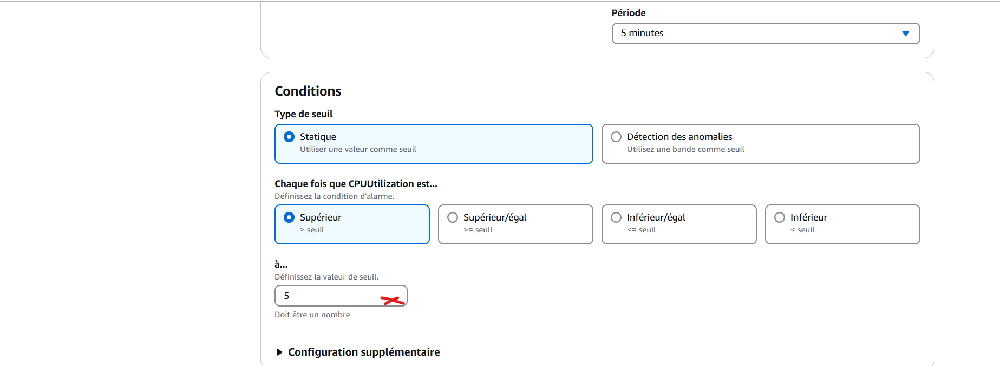 Période
5 minutes
Conditions
Type de seuil
Statique
Utiliser une valeur comme seuil
Détection des anomalies
Utilisez une bande comme seuil
Chaque fois que CPUUtilization est...
Définissez la condition d'alarme.
Supérieur
> seuil
Supérieur/égal
>= seuil
Inférieur/égal
<= seuil
Inférieur
< seuil
à...
Définissez la valeur de seuil.
5
Doit être un nombre
Configuration supplémentaire